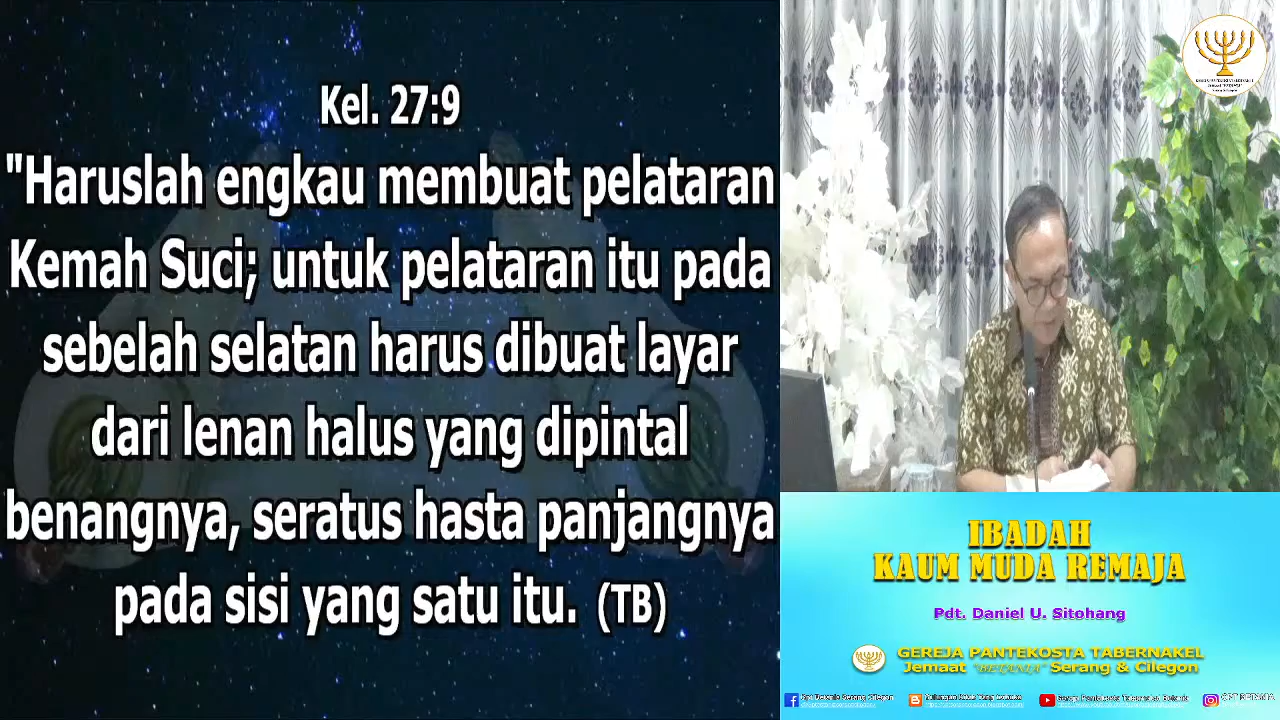 Kel. 27:9
"Haruslah engkau membuat pelataran
Kemah Suci; untuk pelataran itu pada
sebelah selatan harus dibuat layar
dari lenan halus yang dipintal
benangnya, seratus hasta panjangnya
pada sisi yang satu itu. (TB)
IBADAH
KAUM MUDA REMAJA
Pdt. Daniel U. Sitohang
GEREJA PANTEKOSTA TABERNAKEL
Jemaat "BETANIA" Serang & Cilegon